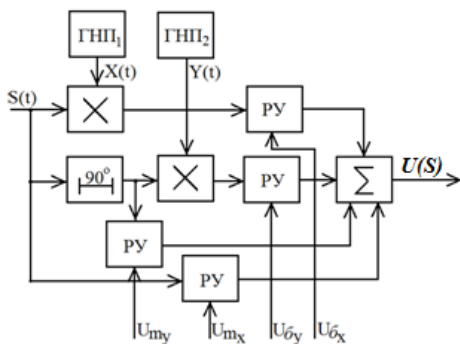 ГНП₁ ГНП₂
X(t) Y(t)
S(t)
РУ
U(S)
90° РУ Σ
РУ
РУ
Umy Umx Uбy Uбx